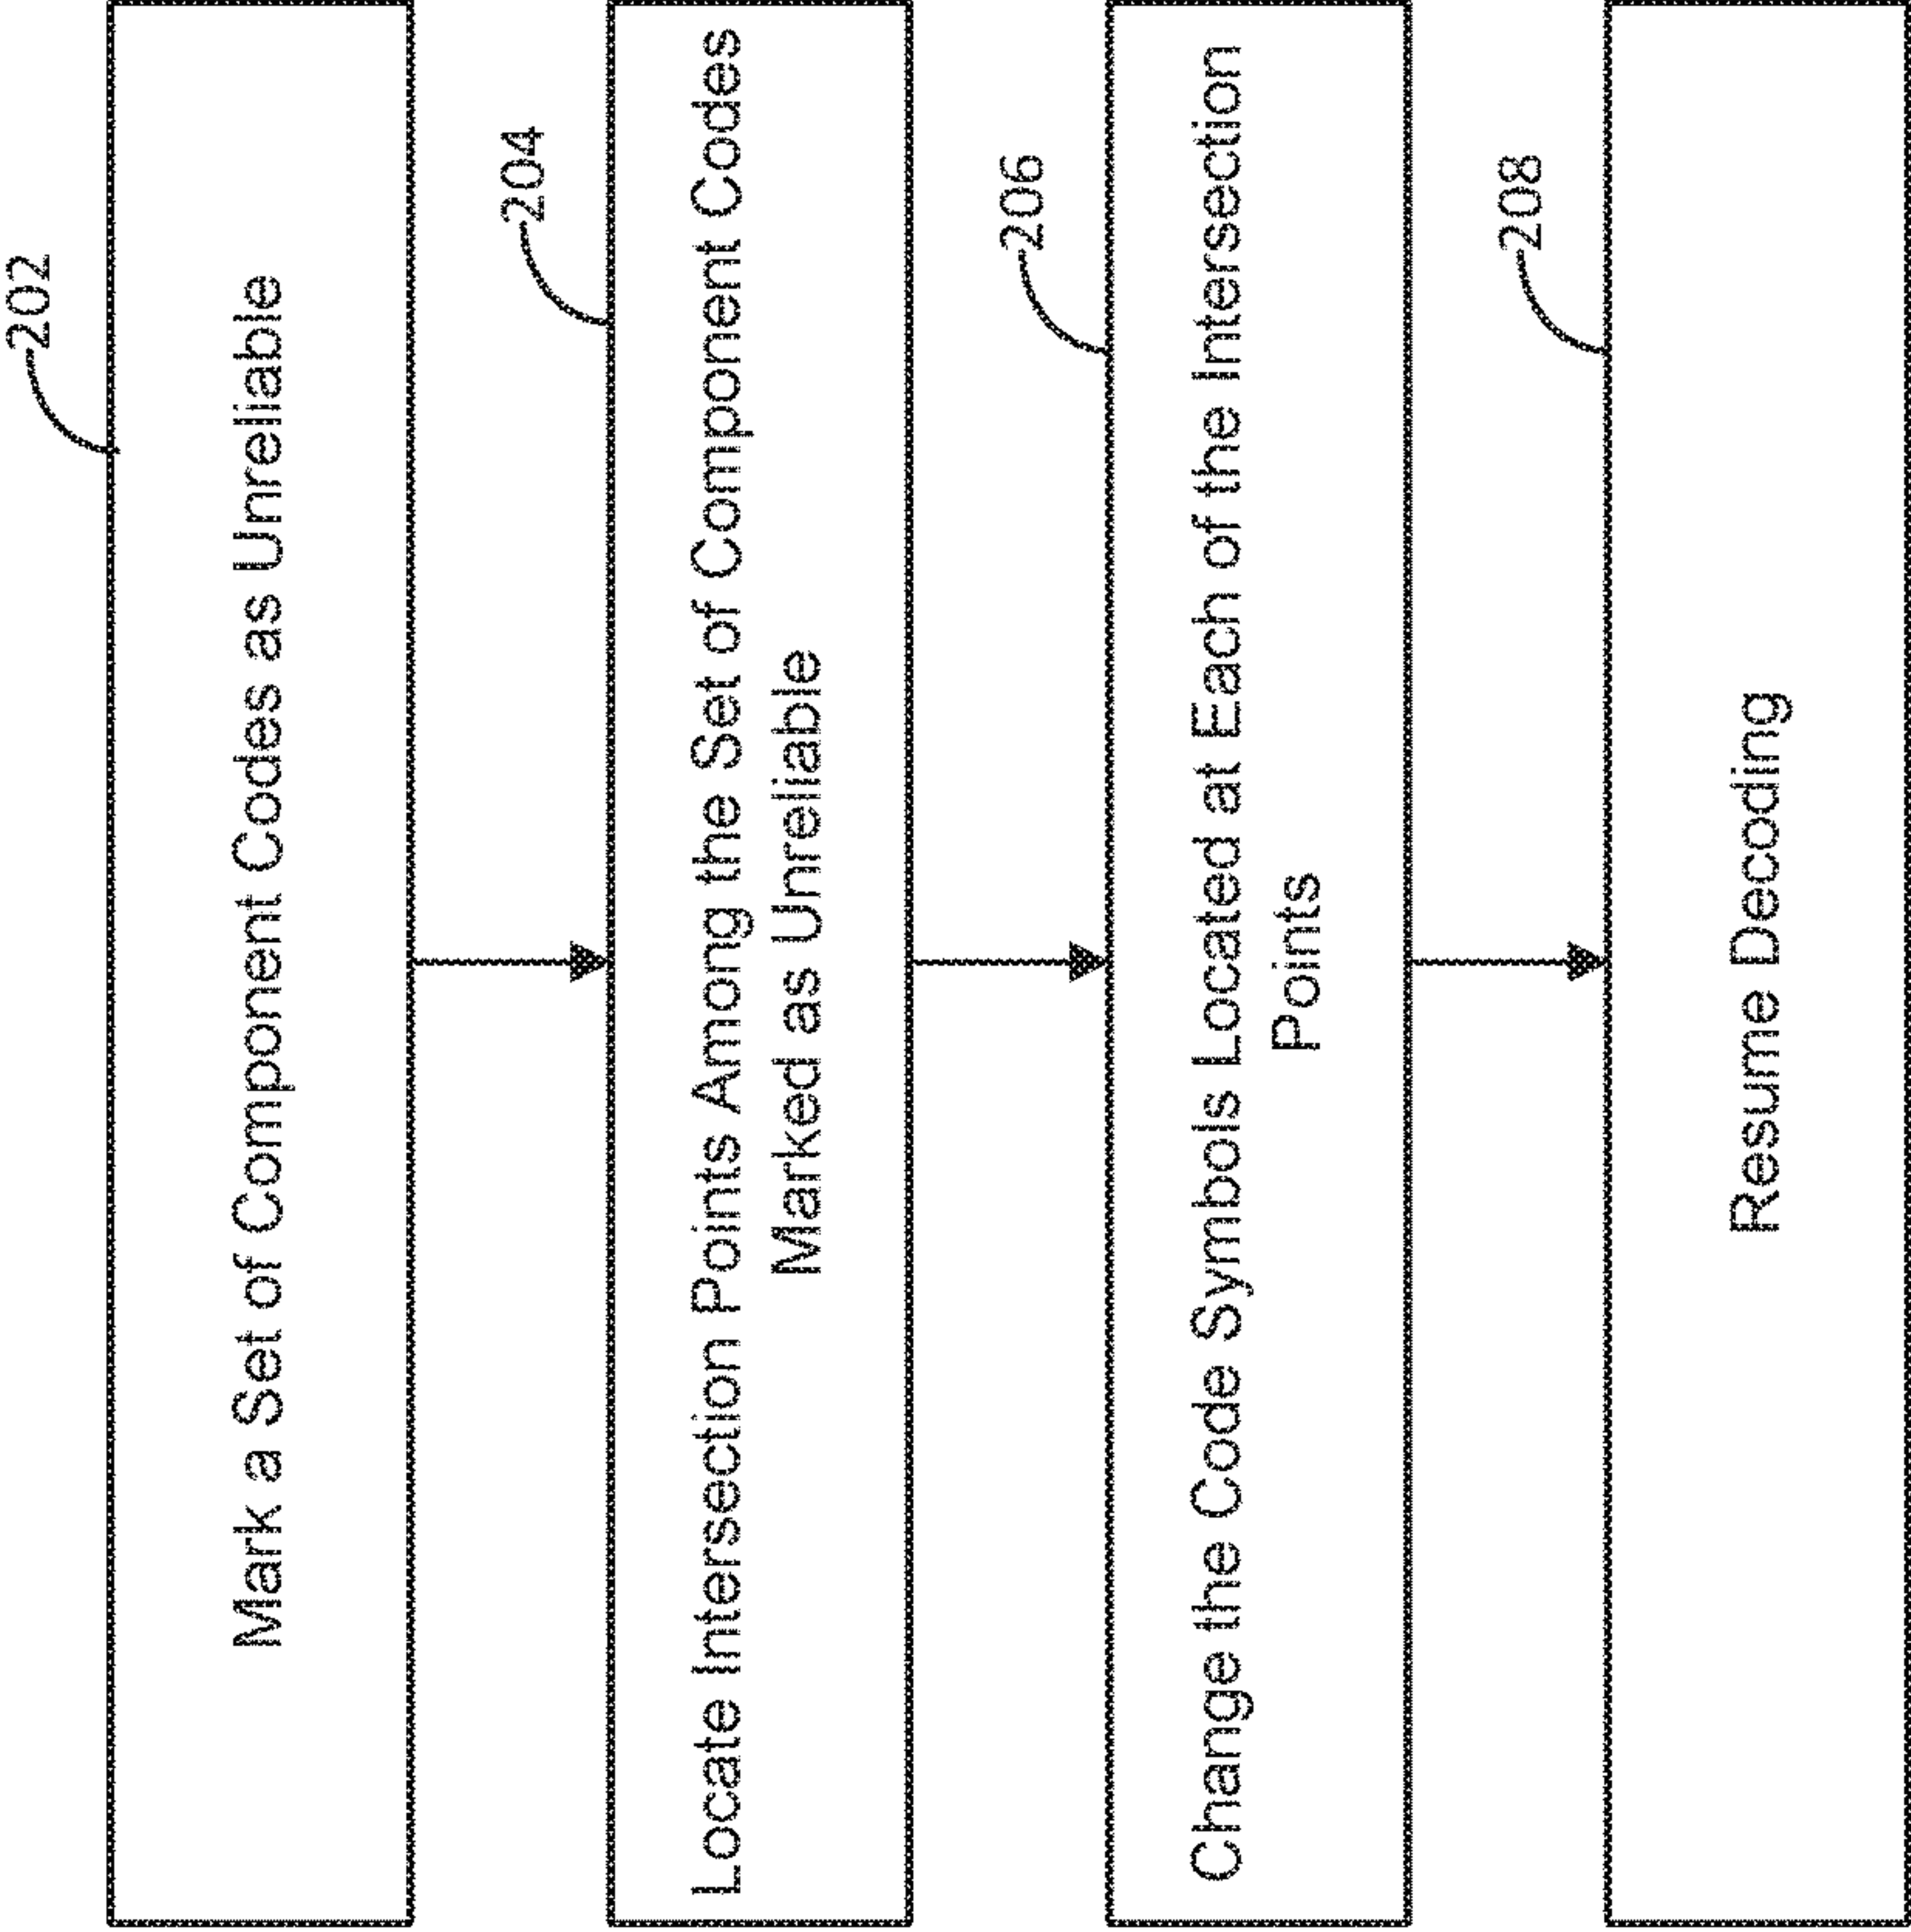 202
Mark a Set of Component Codes as Unreliable
204
Locate Intersection Points Among the Set of Component Codes
Marked as Unreliable
206
Change the Code Symbols Located at Each of the Intersection
Points
208
Resume Decoding